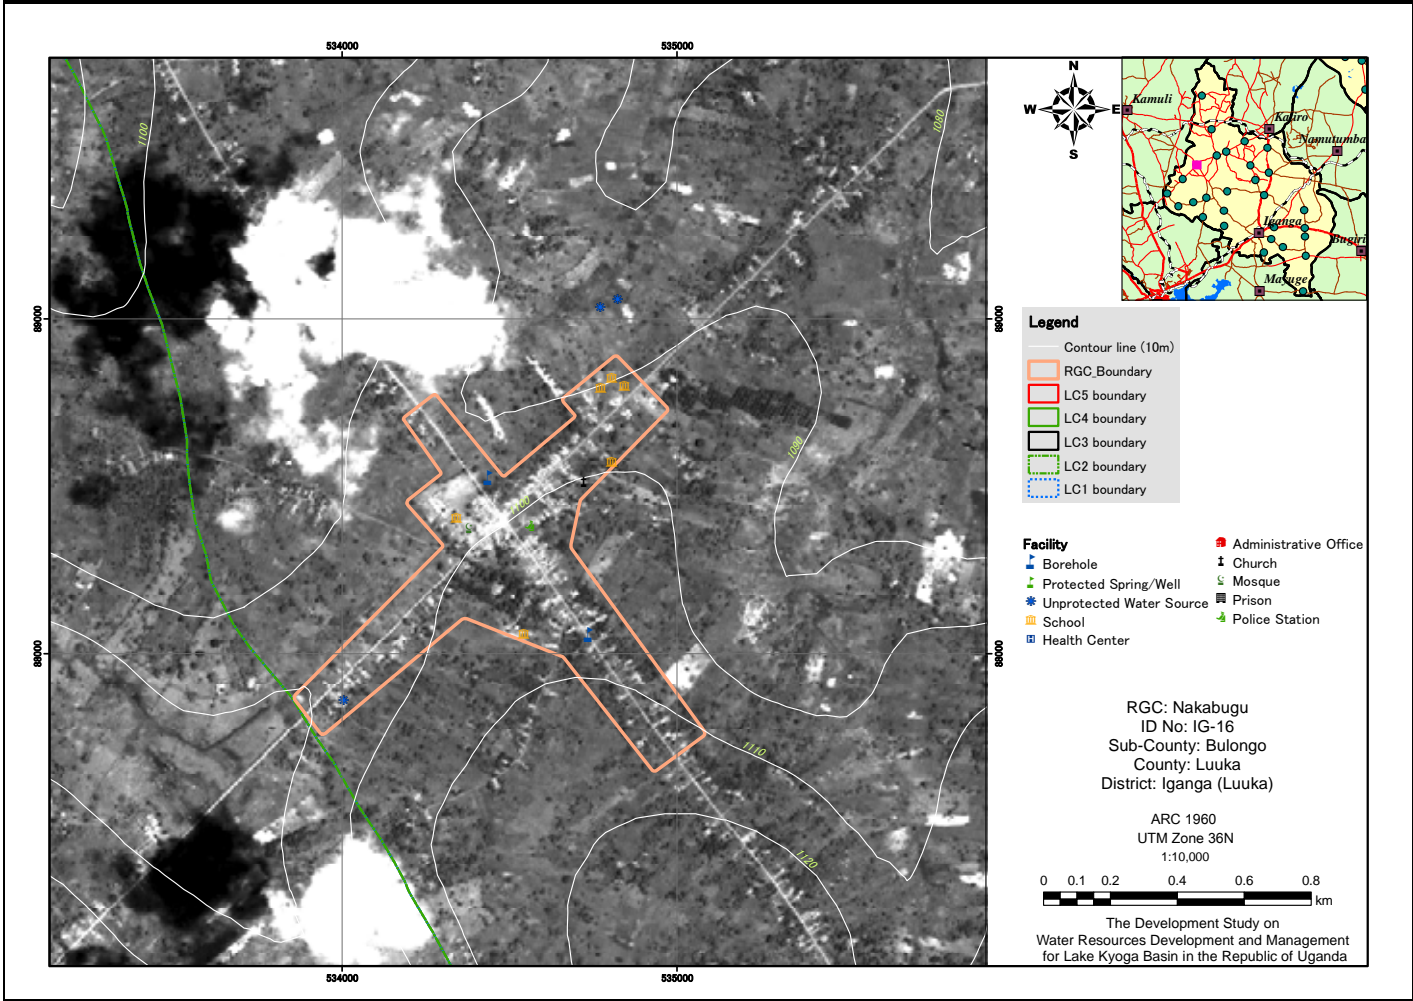 534000
535000
1100
1080
89000
89000
1090
1100
88000
88000
1110
1120
534000
535000
N
W
E
S
Kamuli
Kaliro
Namutumba
Iganga
Bugiri
Mayuge
Legend
Contour line (10m)
RGC_Boundary
LC5 boundary
LC4 boundary
LC3 boundary
LC2 boundary
LC1 boundary
Facility
Borehole
Protected Spring/Well
Unprotected Water Source
School
Health Center
Administrative Office
Church
Mosque
Prison
Police Station
RGC: Nakabugu
ID No: IG-16
Sub-County: Bulongo
County: Luuka
District: Iganga (Luuka)
ARC 1960
UTM Zone 36N
1:10,000
0 0.1 0.2 0.4 0.6 0.8
km
The Development Study on
Water Resources Development and Management
for Lake Kyoga Basin in the Republic of Uganda